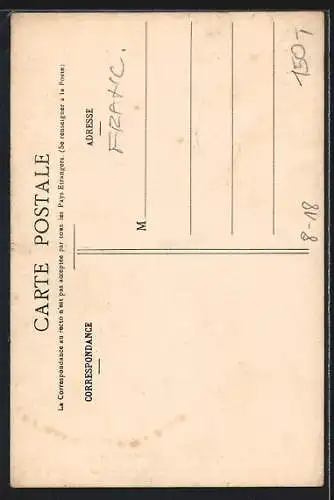 CARTE POSTALE
La Correspondance au recto n'est pas acceptée par tous les Pays Etrangers. (Se renseigner à la Poste)
CORRESPONDANCE
ADRESSE
FRANC.
M
150T
8-18